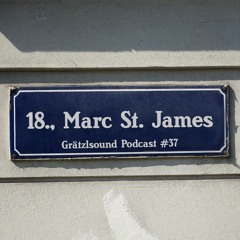 18., Marc St. James
Grätzlsound Podcast #37